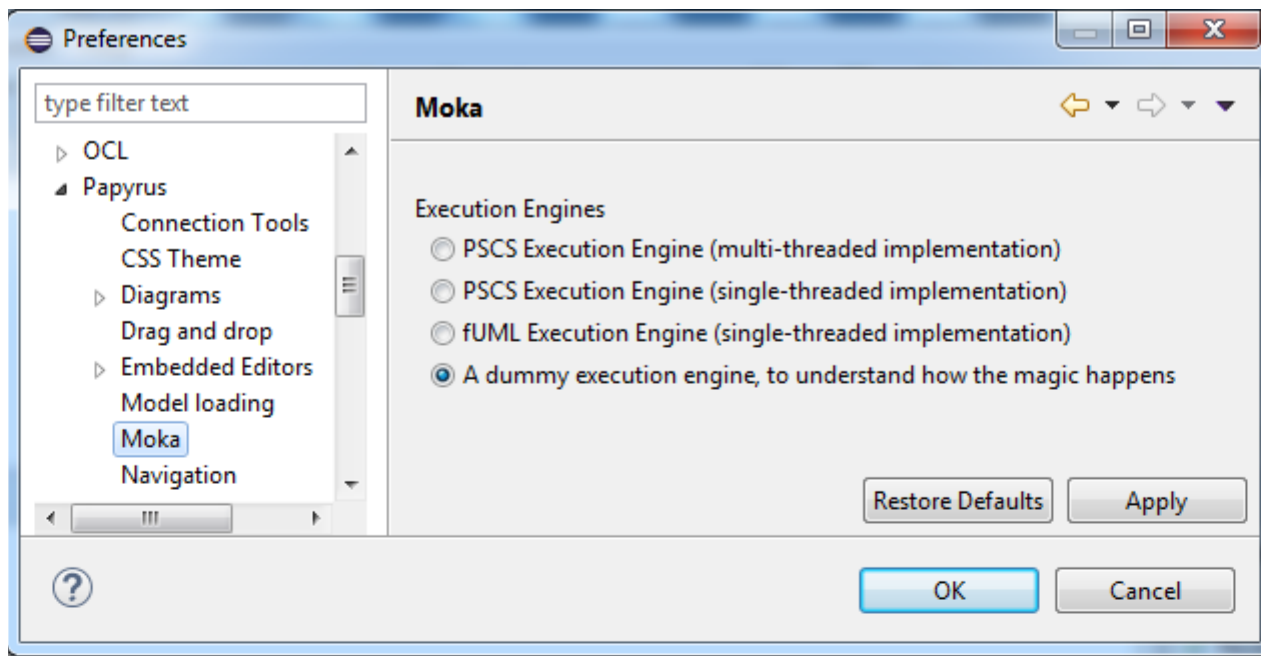 Preferences
type filter text
OCL
Papyrus
Connection Tools
CSS Theme
Diagrams
Drag and drop
Embedded Editors
Model loading
Moka
Navigation
Moka
Execution Engines
PSCS Execution Engine (multi-threaded implementation)
PSCS Execution Engine (single-threaded implementation)
fUML Execution Engine (single-threaded implementation)
A dummy execution engine, to understand how the magic happens
Restore Defaults
Apply
OK
Cancel